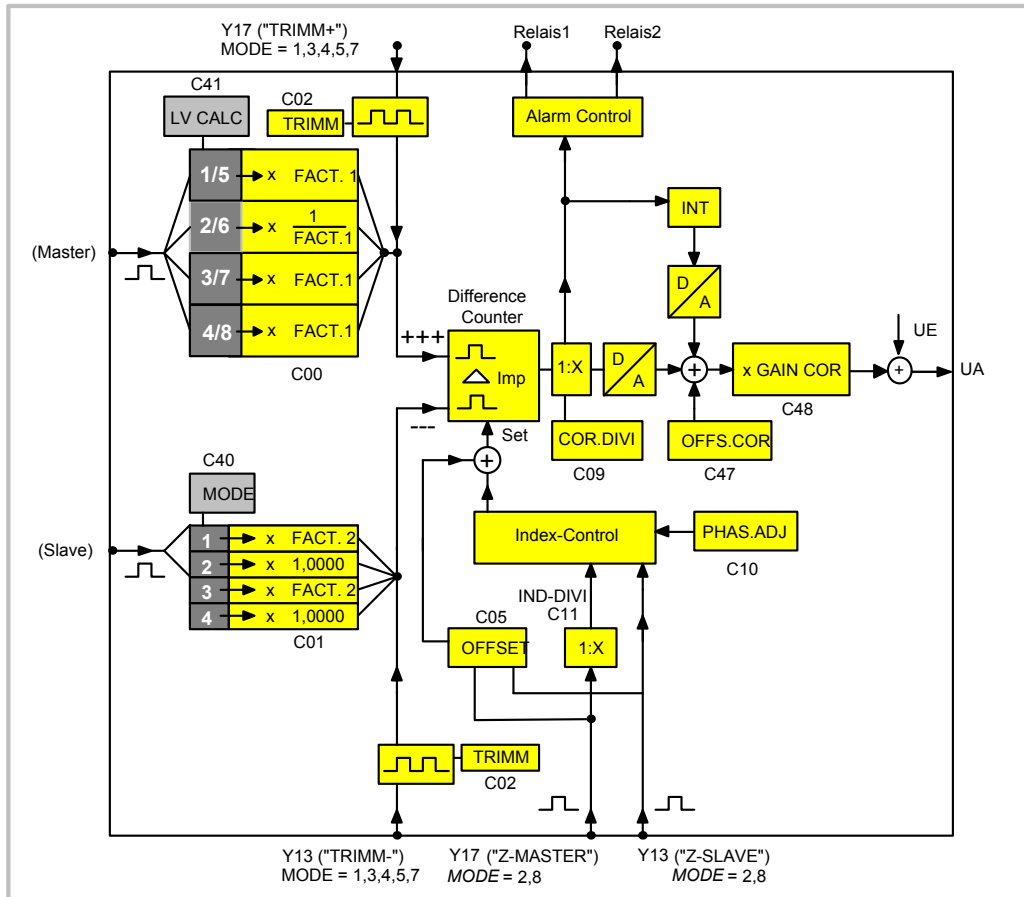 Y17 ("TRIMM+")
MODE = 1,3,4,5,7
Relais1
Relais2
C41
LV CALC
C02
TRIMM
Alarm Control
1/5 x FACT. 1
2/6 x 1
FACT.1
3/7 x FACT.1
4/8 x FACT.1
C00
(Master)
INT
D
A
Difference
Counter
+++
Imp
---
Set
1:X
D
A
+
x GAIN COR
C48
UE
+
UA
COR.DIVI
C09
OFFS.COR
C47
+
C40
MODE
(Slave)
1 x FACT. 2
2 x 1,0000
3 x FACT. 2
4 x 1,0000
C01
Index-Control
PHAS.ADJ
C10
IND-DIVI
C11
C05
OFFSET
1:X
TRIMM
C02
Y13 ("TRIMM-")
MODE = 1,3,4,5,7
Y17 ("Z-MASTER")
MODE = 2,8
Y13 ("Z-SLAVE")
MODE = 2,8